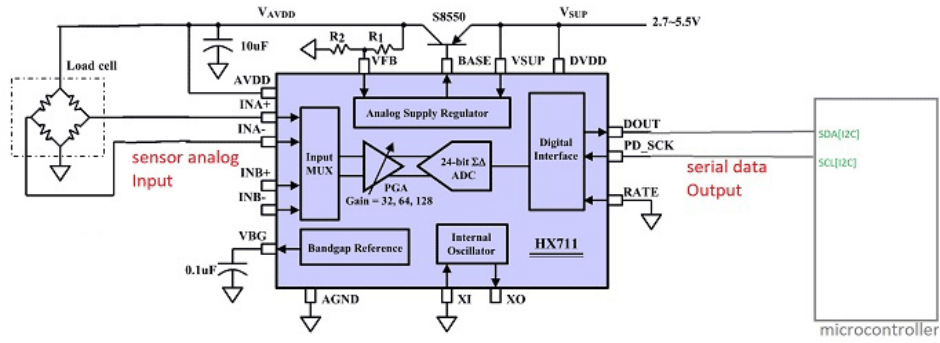 VAVDD
S8550
VSUP
2.7~5.5V
10uF
R2
R1
Load cell
VFB
BASE
VSUP
DVDD
AVDD
INA+
INA-
Analog Supply Regulator
DOUT
SDA[I2C]
sensor analog
Input
Input
MUX
24-bit ΣΔ
ADC
Digital
Interface
PD_SCK
SCL[I2C]
serial data
Output
INB+
INB-
PGA
Gain = 32, 64, 128
RATE
VBG
Bandgap Reference
Internal
Oscillator
HX711
0.1uF
AGND
XI
XO
microcontroller